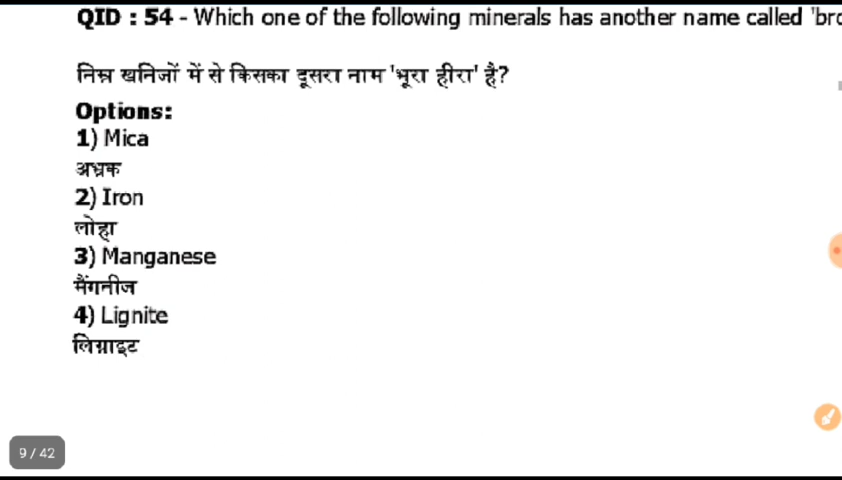 QID : 54 - Which one of the following minerals has another name called 'bro
निम्न खनिजों में से किसका दूसरा नाम 'भूरा हीरा' है?
Options:
1) Mica
अभ्रक
2) Iron
लोहा
3) Manganese
मैंगनीज
4) Lignite
लिग्नाइट
9 / 42